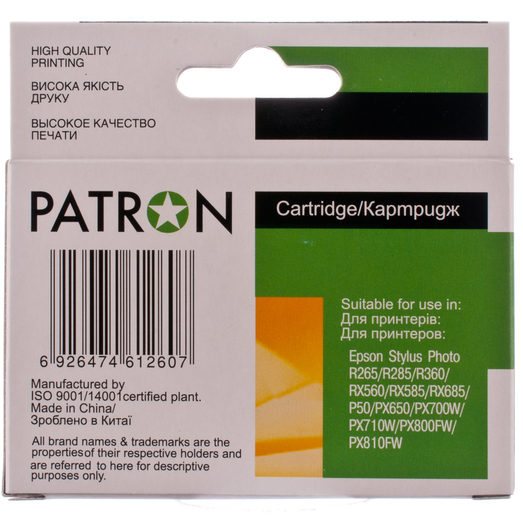 HIGH QUALITY
PRINTING
ВИСОКА ЯКІСТЬ
ДРУКУ
ВЫСОКОЕ КАЧЕСТВО
ПЕЧАТИ
PATRON
Cartridge/Картридж
6 926474 612607
Manufactured by
ISO 9001/14001certified plant.
Made in China/
Зроблено в Китаї
All brand names & trademarks are the
propertiesof their respective holders and
are referred to here for descriptive
purposes only.
Suitable for use in:
Для принтерів:
Для принтеров:
Epson Stylus Photo
R265/R285/R360/
RX560/RX585/RX685/
P50/PX650/PX700W/
PX710W/PX800FW/
PX810FW